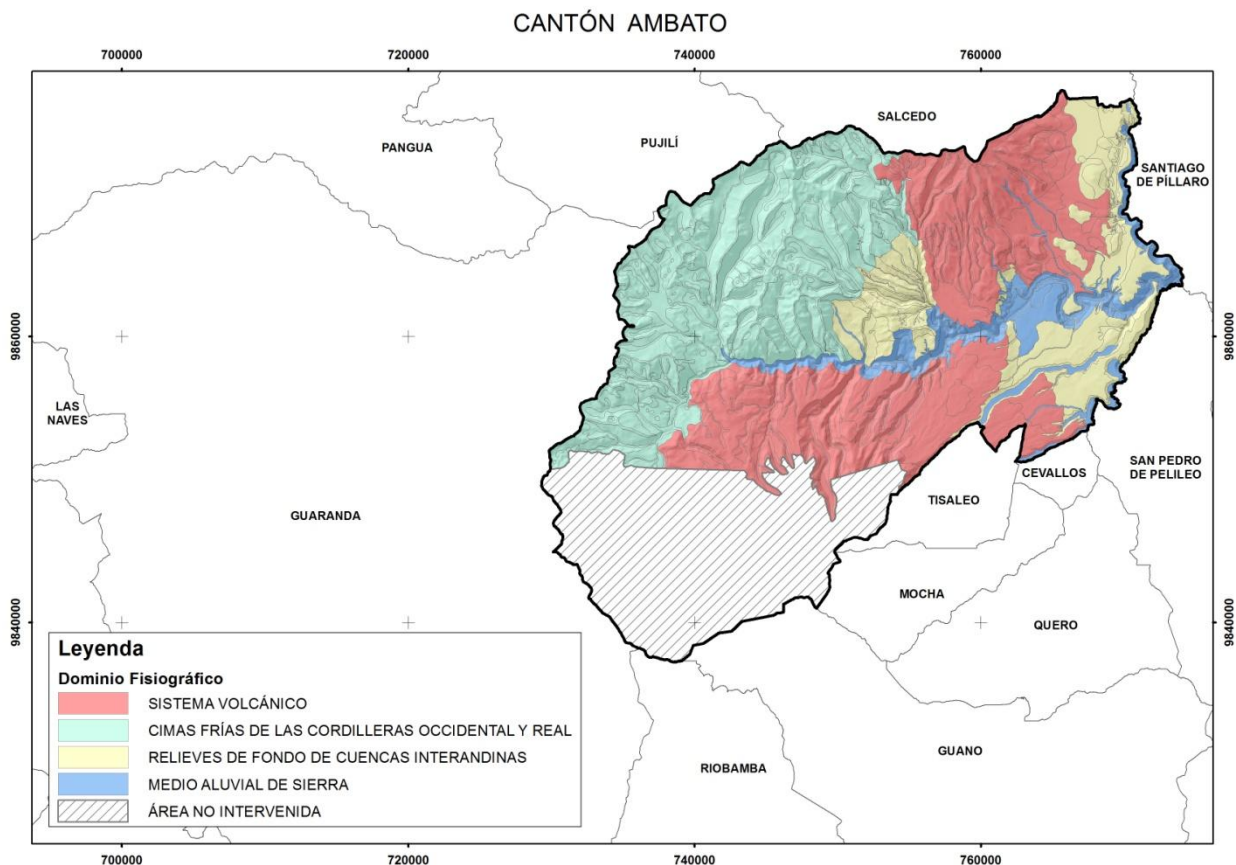 CANTÓN AMBATO
700000
720000
740000
760000
SALCEDO
PANGUA
PUJILÍ
SANTIAGO
DE PÍLLARO
9860000
9860000
LAS
NAVES
SAN PEDRO
DE PELILEO
CEVALLOS
TISALEO
GUARANDA
MOCHA
QUERO
9840000
9840000
GUANO
RIOBAMBA
Leyenda
Dominio Fisiográfico
SISTEMA VOLCÁNICO
CIMAS FRÍAS DE LAS CORDILLERAS OCCIDENTAL Y REAL
RELIEVES DE FONDO DE CUENCAS INTERANDINAS
MEDIO ALUVIAL DE SIERRA
ÁREA NO INTERVENIDA
700000
720000
740000
760000